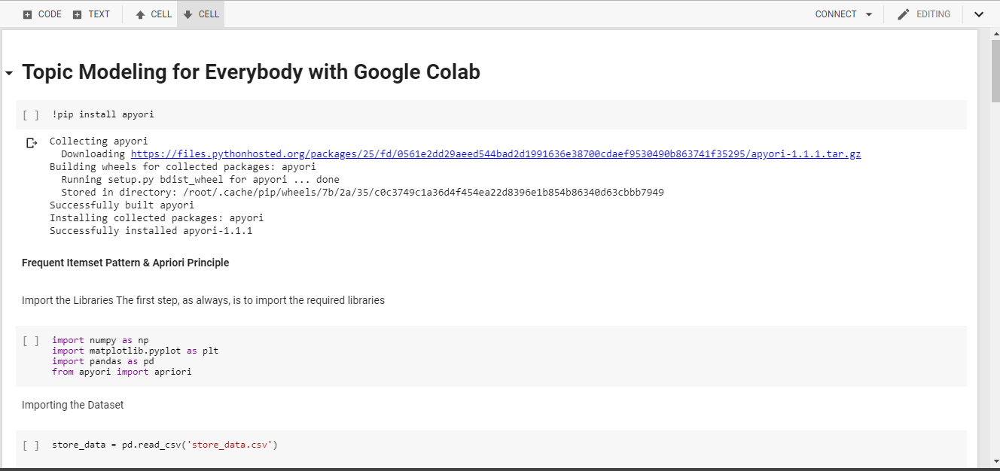 CODE TEXT CELL CELL CONNECT EDITING
Topic Modeling for Everybody with Google Colab
[ ] !pip install apyori
Collecting apyori
Downloading https://files.pythonhosted.org/packages/25/fd/0561e2dd29aeed544bad2d1991636e38700cdaef9530490b863741f35295/apyori-1.1.1.tar.gz
Building wheels for collected packages: apyori
Running setup.py bdist_wheel for apyori ... done
Stored in directory: /root/.cache/pip/wheels/7b/2a/35/c0c3749c1a36d4f454ea22d8396e1b854b86340d63cbbb7949
Successfully built apyori
Installing collected packages: apyori
Successfully installed apyori-1.1.1
Frequent Itemset Pattern & Apriori Principle
Import the Libraries The first step, as always, is to import the required libraries
[ ] import numpy as np
import matplotlib.pyplot as plt
import pandas as pd
from apyori import apriori
Importing the Dataset
[ ] store_data = pd.read_csv('store_data.csv')